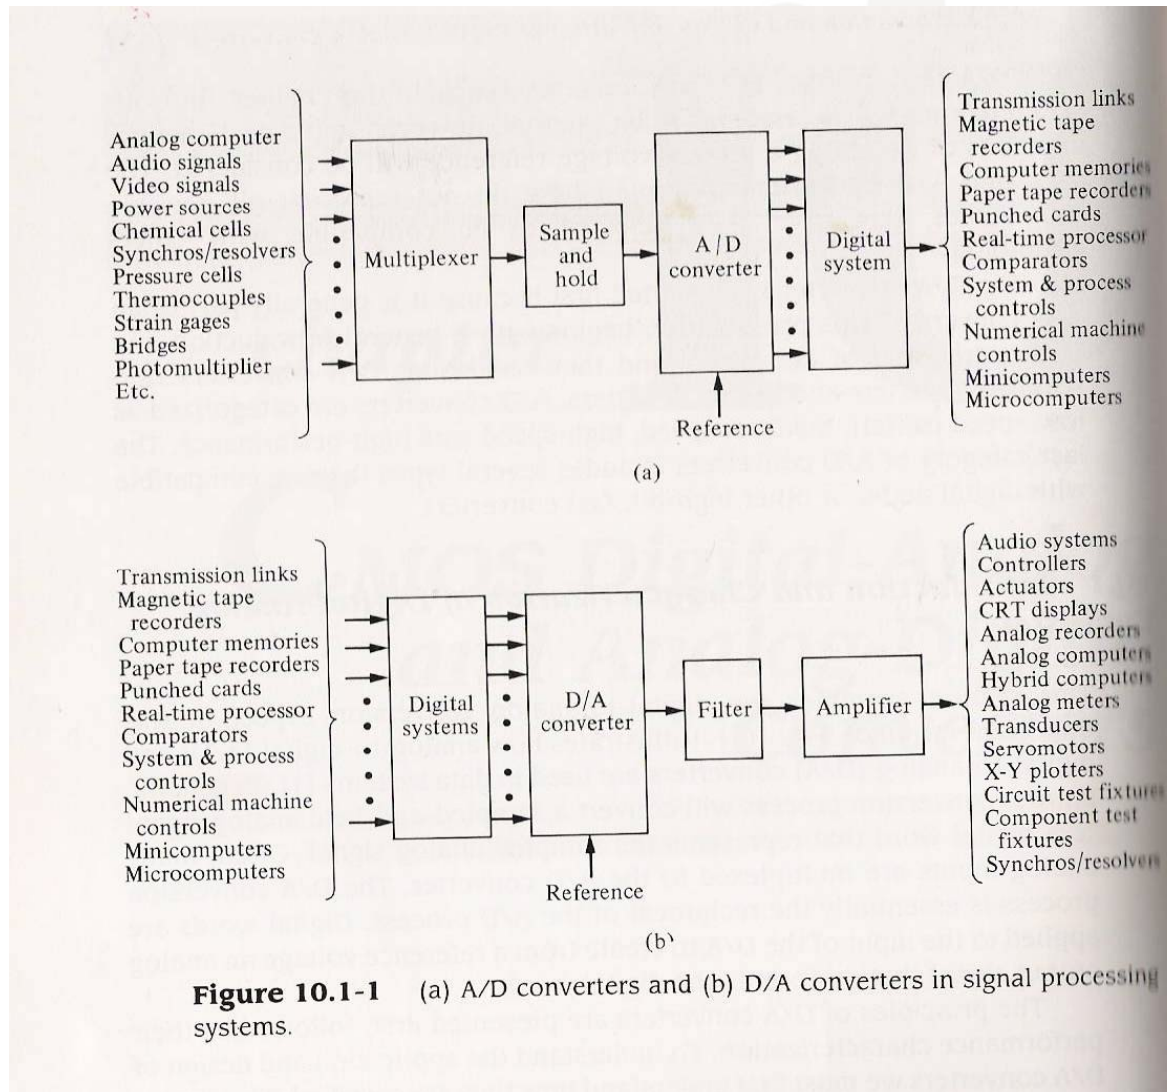 Analog computer
Audio signals
Video signals
Power sources
Chemical cells
Synchros/resolvers
Pressure cells
Thermocouples
Strain gages
Bridges
Photomultiplier
Etc.
Multiplexer
Sample
and
hold
A/D
converter
Reference
Digital
system
Transmission links
Magnetic tape
recorders
Computer memories
Paper tape recorders
Punched cards
Real-time processor
Comparators
System & process
controls
Numerical machine
controls
Minicomputers
Microcomputers
(a)
Transmission links
Magnetic tape
recorders
Computer memories
Paper tape recorders
Punched cards
Real-time processor
Comparators
System & process
controls
Numerical machine
controls
Minicomputers
Microcomputers
Digital
systems
D/A
converter
Reference
Filter
Amplifier
Audio systems
Controllers
Actuators
CRT displays
Analog recorders
Analog computers
Hybrid computers
Analog meters
Transducers
Servomotors
X-Y plotters
Circuit test fixtures
Component test
fixtures
Synchros/resolvers
(b)
Figure 10.1-1 (a) A/D converters and (b) D/A converters in signal processing
systems.